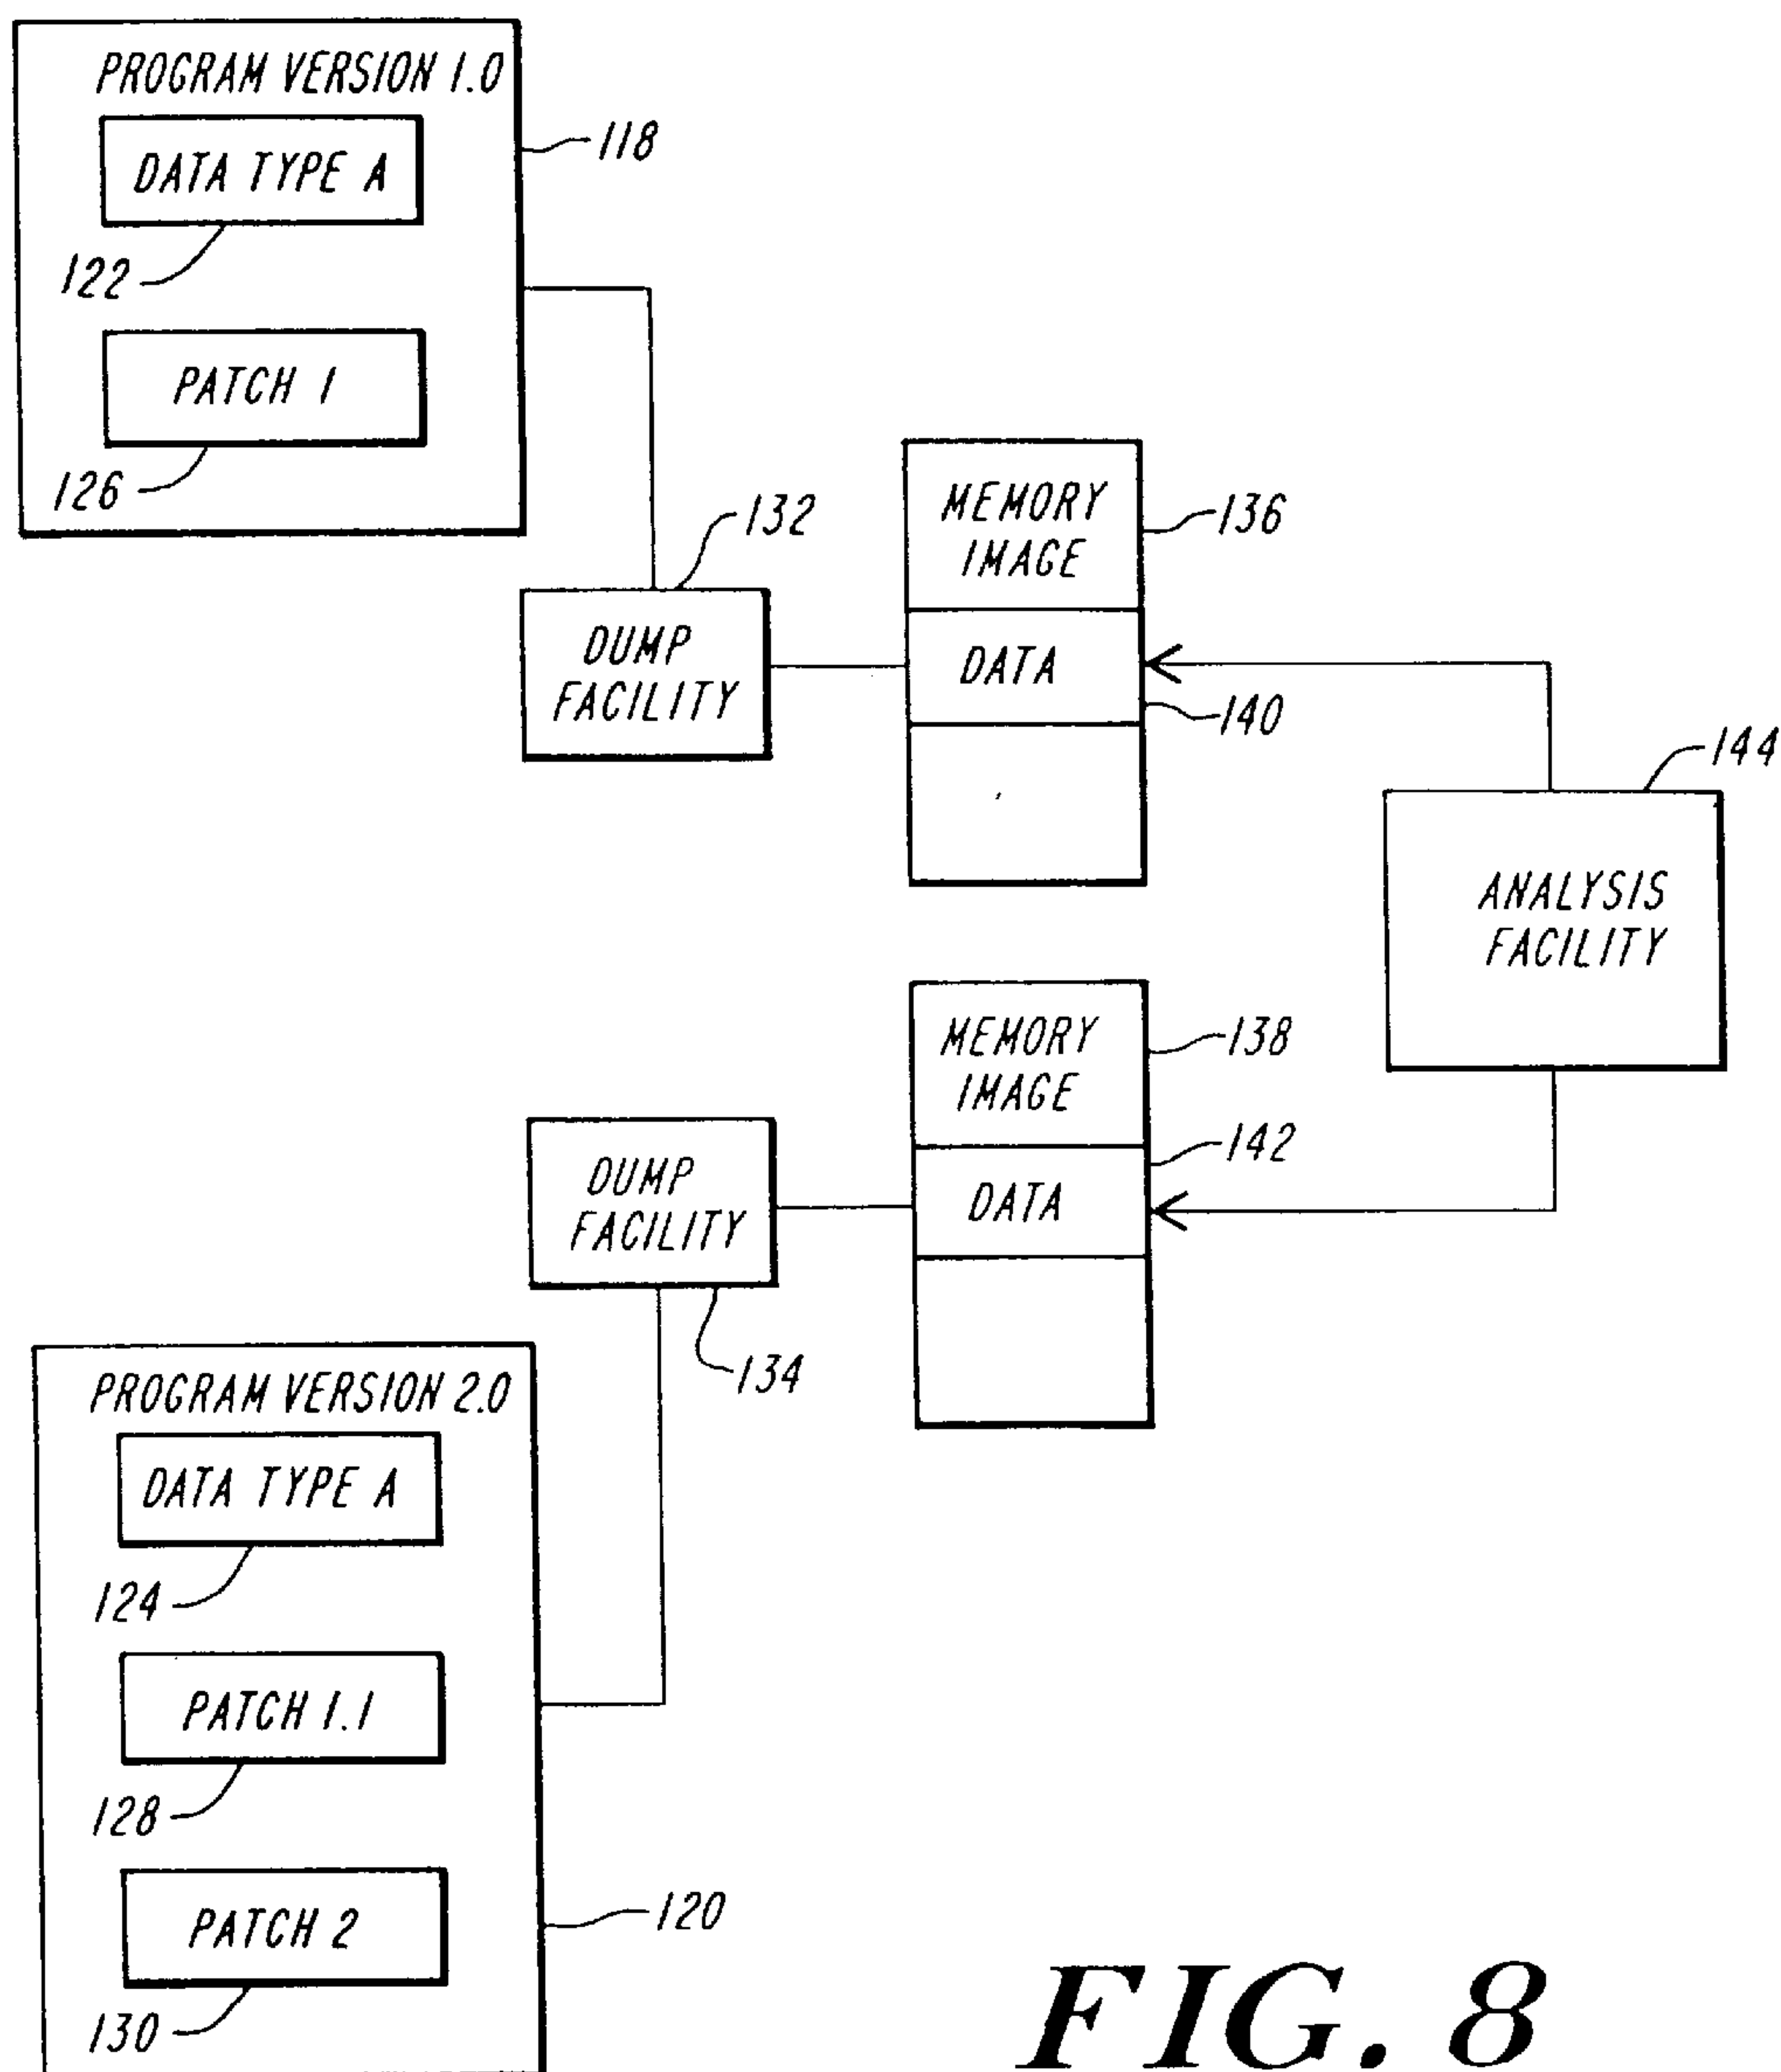 PROGRAM VERSION 1.0
DATA TYPE A
118
122
PATCH 1
126
132
DUMP
FACILITY
MEMORY
IMAGE
136
DATA
140
144
ANALYSIS
FACILITY
MEMORY
IMAGE
138
142
DATA
DUMP
FACILITY
134
PROGRAM VERSION 2.0
DATA TYPE A
124
PATCH 1.1
128
PATCH 2
120
130
FIG. 8